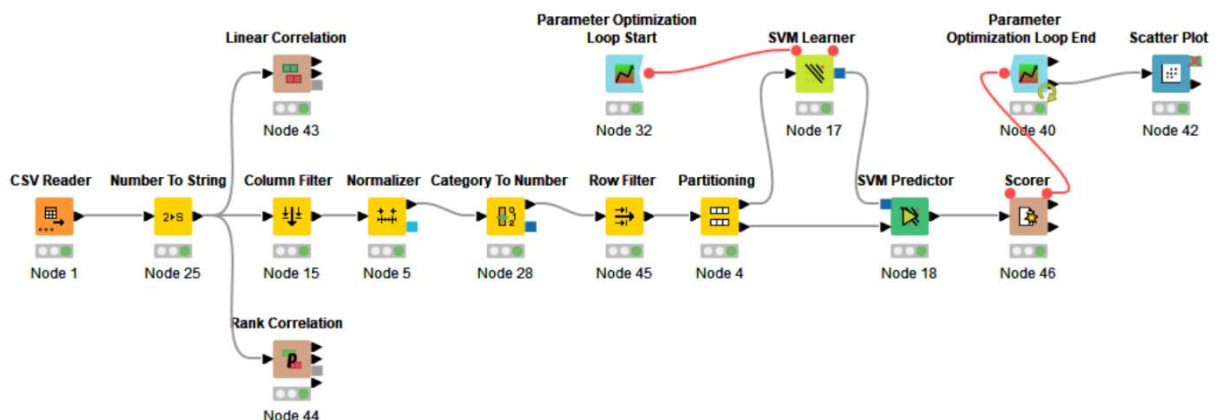 Parameter Optimization
Loop Start
Parameter
Optimization Loop End
Linear Correlation
SVM Learner
Scatter Plot
Node 43
Node 32
Node 17
Node 40
Node 42
CSV Reader
Number To String
Column Filter
Normalizer
Category To Number
Row Filter
Partitioning
SVM Predictor
Scorer
2▸S
Node 1
Node 25
Node 15
Node 5
Node 28
Node 45
Node 4
Node 18
Node 46
Rank Correlation
p
Node 44